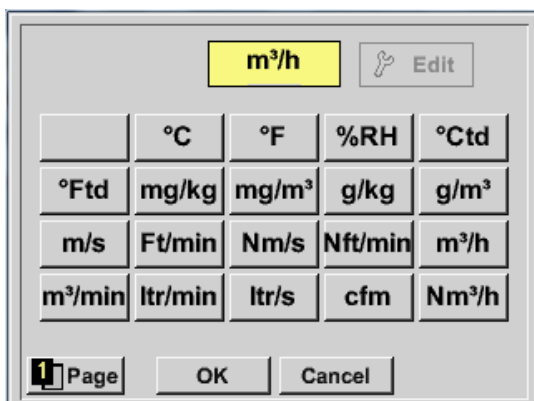 m³/h Edit
°C °F %RH °Ctd
°Ftd mg/kg mg/m³ g/kg g/m³
m/s Ft/min Nm/s Nft/min m³/h
m³/min ltr/min ltr/s cfm Nm³/h
1 Page OK Cancel